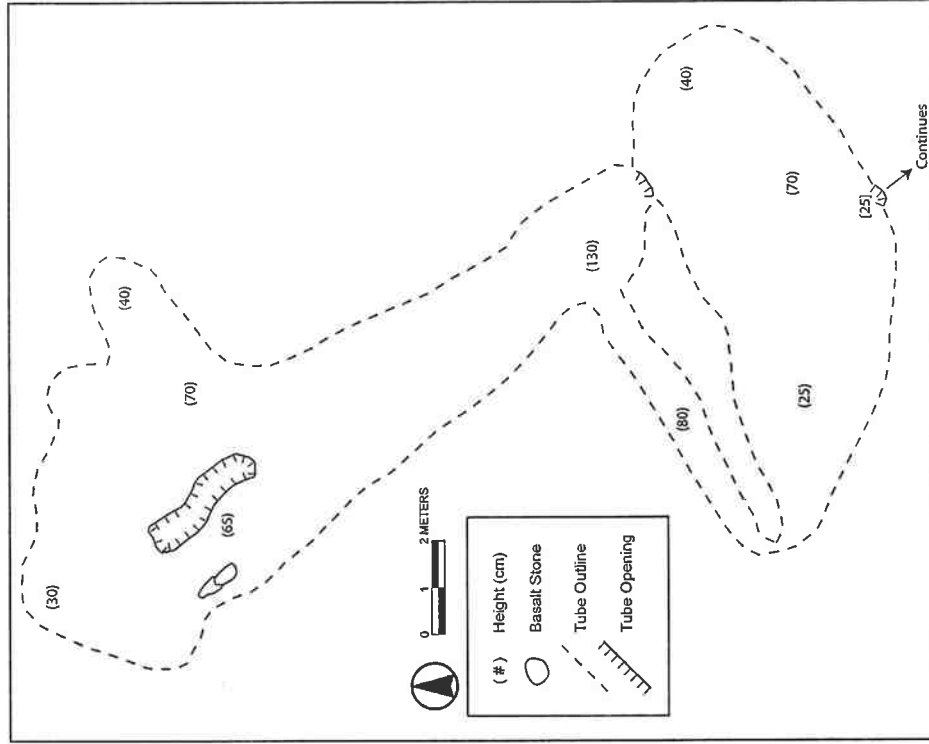 (30)
(40)
(70)
(65)
(130)
(40)
(80)
(70)
(25)
[25]
Continues
0 1 2 METERS
(#) Height (cm)
Basalt Stone
Tube Outline
Tube Opening